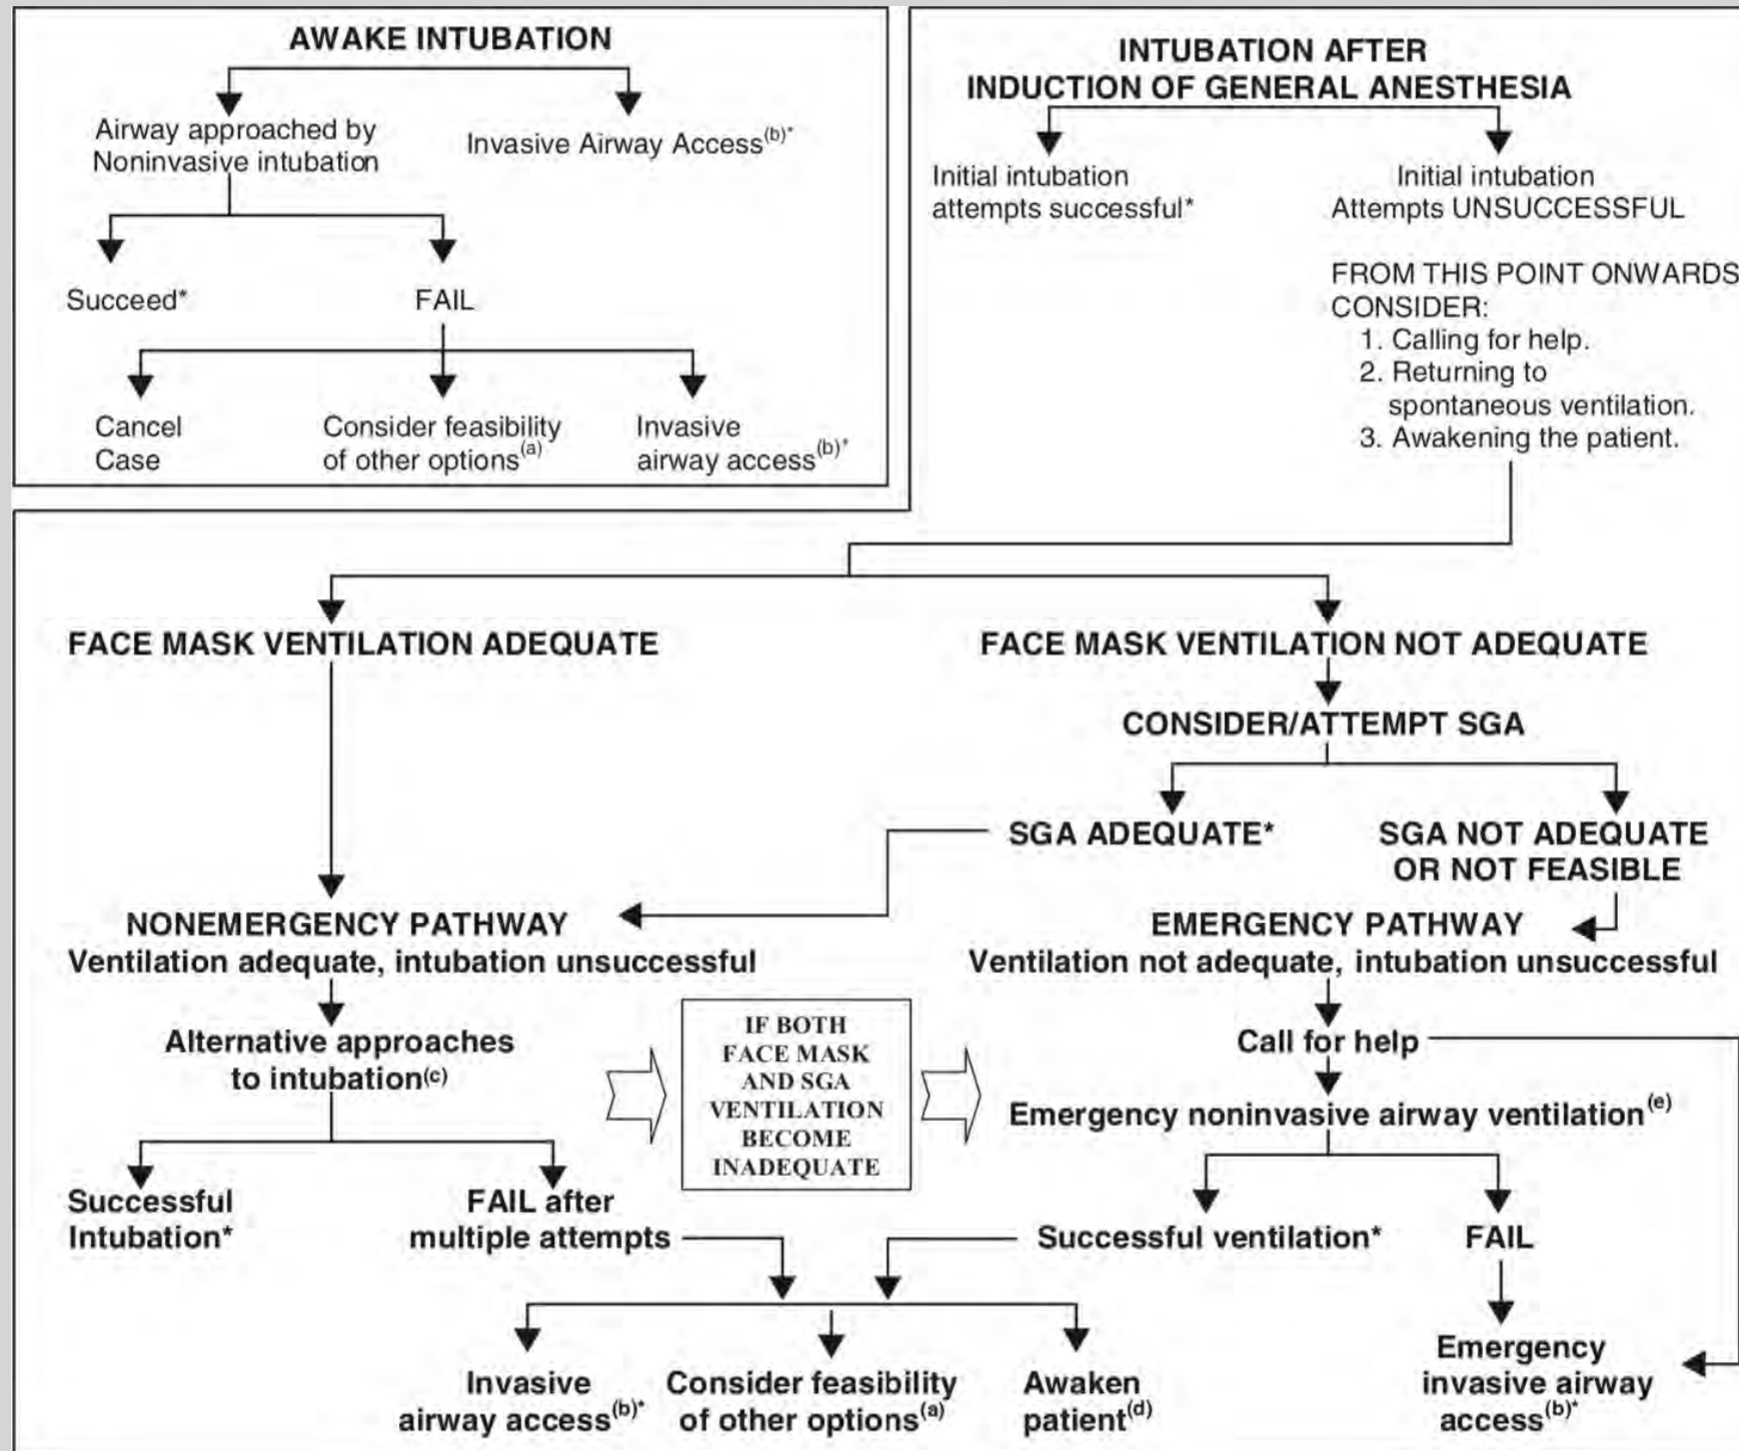 AWAKE INTUBATION
Airway approached by
Noninvasive intubation
Invasive Airway Access(b)*
Succeed*
FAIL
Cancel
Case
Consider feasibility
of other options(a)
Invasive
airway access(b)*
INTUBATION AFTER
INDUCTION OF GENERAL ANESTHESIA
Initial intubation
attempts successful*
Initial intubation
Attempts UNSUCCESSFUL
FROM THIS POINT ONWARDS
CONSIDER:
1. Calling for help.
2. Returning to
spontaneous ventilation.
3. Awakening the patient.
FACE MASK VENTILATION ADEQUATE
FACE MASK VENTILATION NOT ADEQUATE
CONSIDER/ATTEMPT SGA
SGA ADEQUATE*
SGA NOT ADEQUATE
OR NOT FEASIBLE
NONEMERGENCY PATHWAY
Ventilation adequate, intubation unsuccessful
EMERGENCY PATHWAY
Ventilation not adequate, intubation unsuccessful
Alternative approaches
to intubation(c)
IF BOTH
FACE MASK
AND SGA
VENTILATION
BECOME
INADEQUATE
Call for help
Emergency noninvasive airway ventilation(e)
Successful
Intubation*
FAIL after
multiple attempts
Successful ventilation*
FAIL
Invasive
airway access(b)*
Consider feasibility
of other options(a)
Awaken
patient(d)
Emergency
invasive airway
access(b)*